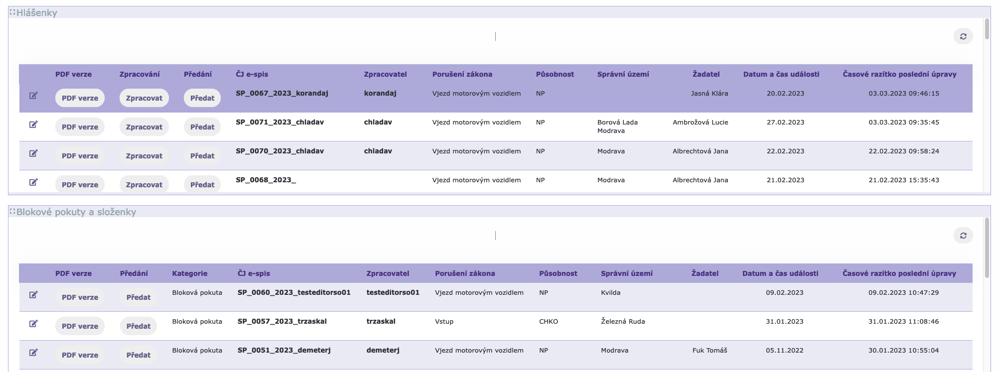 Hlášenky
PDF verze Zpracování Předání ČJ e-spis Zpracovatel Porušení zákona Působnost Správní území Žadatel Datum a čas události Časové razítko poslední úpravy
PDF verze Zpracovat Předat SP_0067_2023_korandaj korandaj Vjezd motorovým vozidlem NP Jasná Klára 20.02.2023 03.03.2023 09:46:15
PDF verze Zpracovat Předat SP_0071_2023_chladav chladav Vjezd motorovým vozidlem NP Borová Lada Ambrožová Lucie 27.02.2023 03.03.2023 09:35:45
Modrava
PDF verze Zpracovat Předat SP_0070_2023_chladav chladav Vjezd motorovým vozidlem NP Modrava Albrechtová Jana 22.02.2023 22.02.2023 09:58:24
PDF verze Zpracovat Předat SP_0068_2023_ Vjezd motorovým vozidlem NP Modrava Albrechtová Jana 21.02.2023 21.02.2023 15:35:43
Blokové pokuty a složenky
PDF verze Předání Kategorie ČJ e-spis Zpracovatel Porušení zákona Působnost Správní území Žadatel Datum a čas události Časové razítko poslední úpravy
PDF verze Předat Bloková pokuta SP_0060_2023_testeditorso01 testeditorso01 Vjezd motorovým vozidlem NP Kvilda 09.02.2023 09.02.2023 10:47:29
PDF verze Předat Bloková pokuta SP_0057_2023_trzaskal trzaskal Vstup CHKO Železná Ruda 31.01.2023 31.01.2023 11:08:46
PDF verze Předat Bloková pokuta SP_0051_2023_demeterj demeterj Vjezd motorovým vozidlem NP Modrava Fuk Tomáš 05.11.2022 30.01.2023 10:55:04